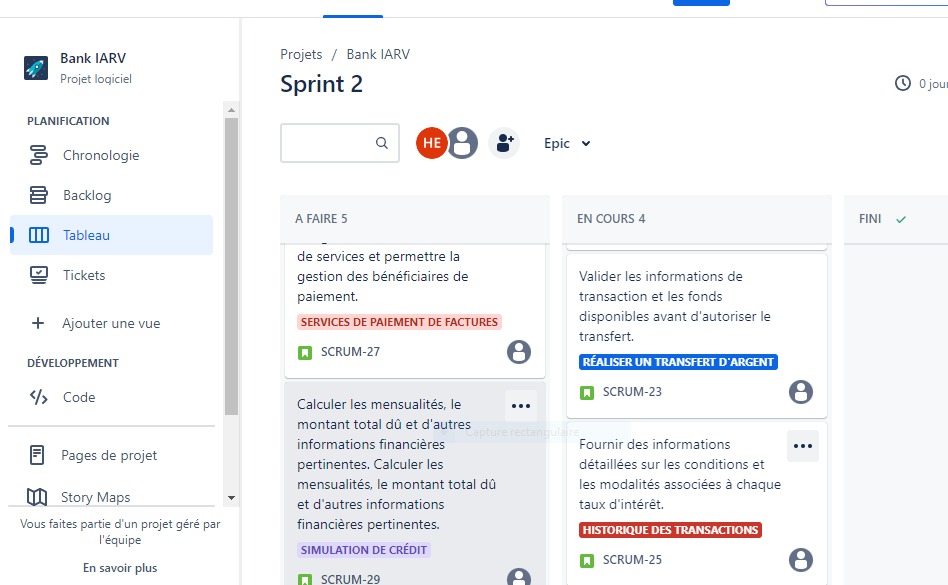 Bank IARV
Projet logiciel
PLANIFICATION
Chronologie
Backlog
Tableau
Tickets
Ajouter une vue
DÉVELOPPEMENT
Code
Pages de projet
Story Maps
Vous faites partie d'un projet géré par
l'équipe
En savoir plus
Projets / Bank IARV
Sprint 2
0 jour
HE
Epic
A FAIRE 5
de services et permettre la
gestion des bénéficiaires de
paiement.
SERVICES DE PAIEMENT DE FACTURES
SCRUM-27
Calculer les mensualités, le
montant total dû et d'autres
informations financières
pertinentes. Calculer les
mensualités, le montant total dû
et d'autres informations
financières pertinentes.
SIMULATION DE CRÉDIT
SCRUM-29
Capture rectangulaire
EN COURS 4
Valider les informations de
transaction et les fonds
disponibles avant d'autoriser le
transfert.
RÉALISER UN TRANSFERT D'ARGENT
SCRUM-23
Fournir des informations
détaillées sur les conditions et
les modalités associées à chaque
taux d'intérêt.
HISTORIQUE DES TRANSACTIONS
SCRUM-25
FINI